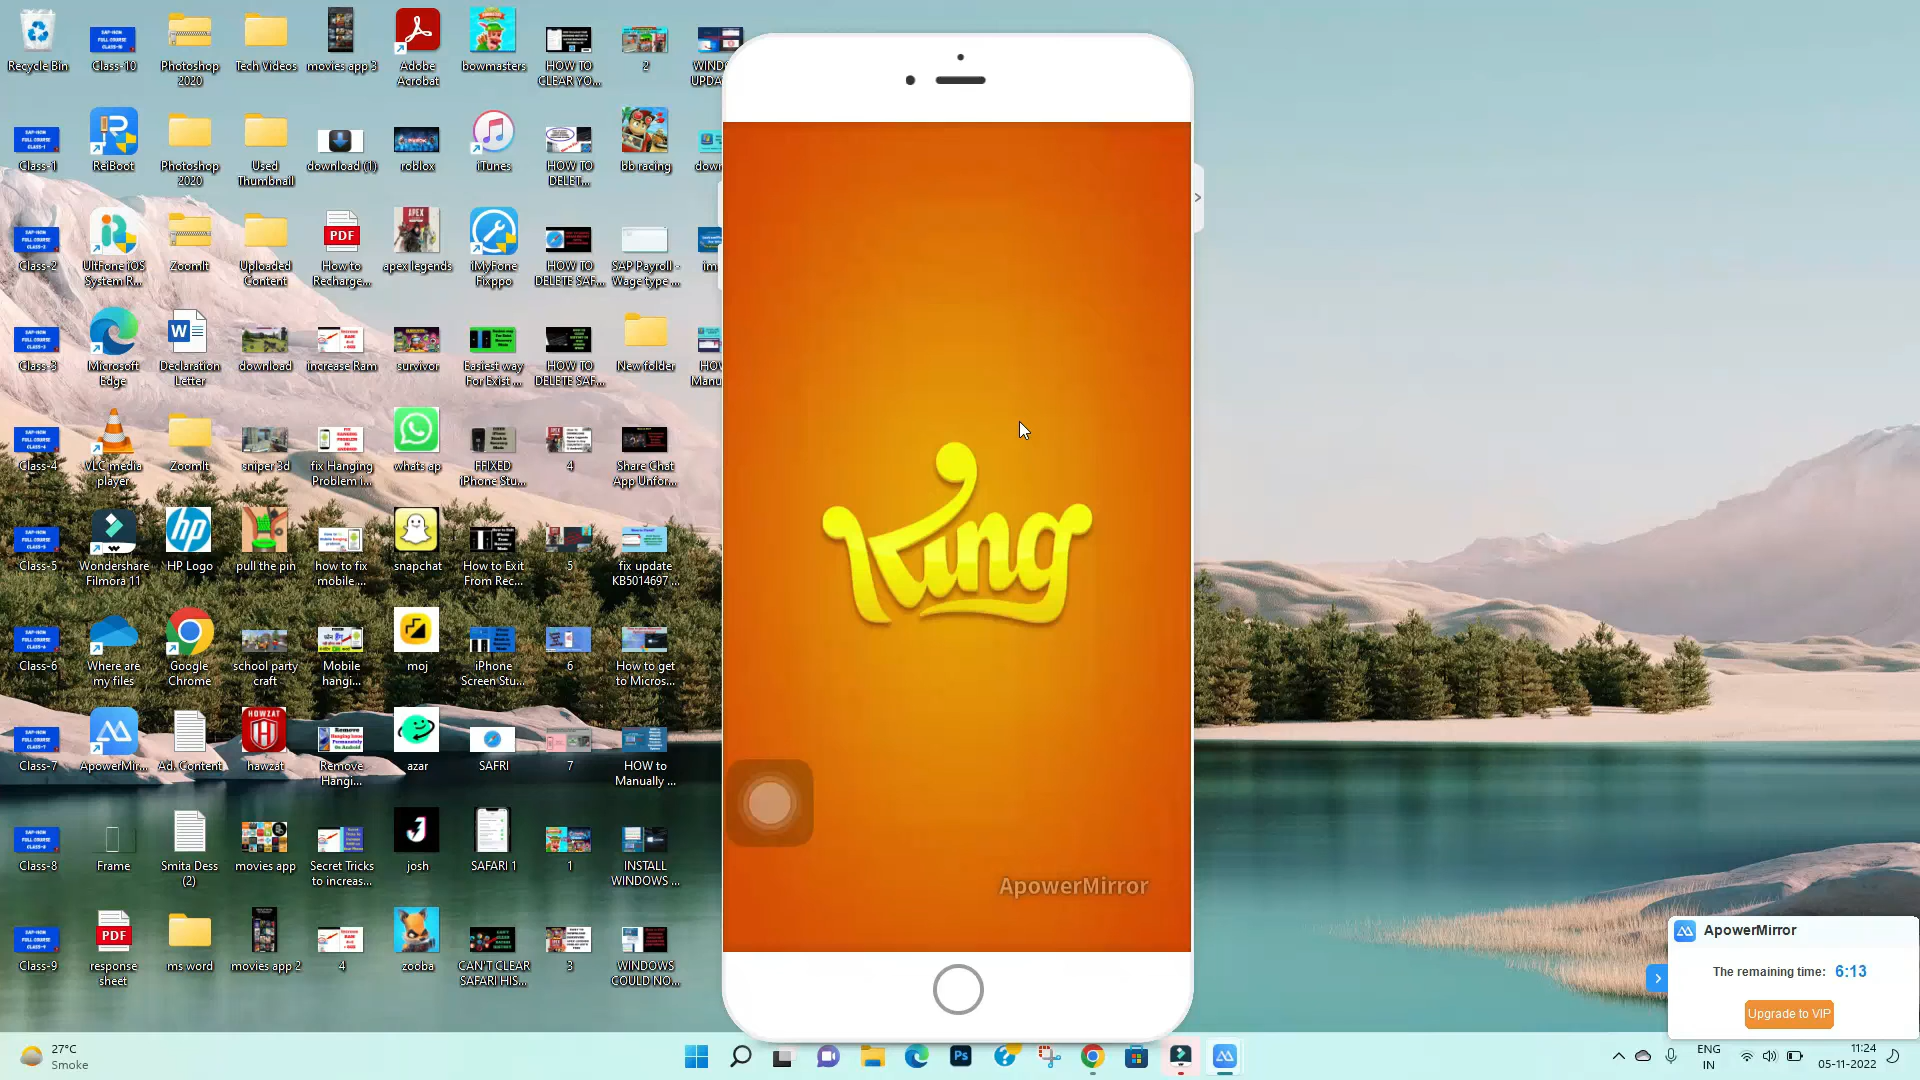 Recycle Bin
Class-10
Photoshop
2020
Tech Videos
movies app 3
Adobe
Acrobat
bowmasters
HOW TO
CLEAR YO...
2
Class-1
ReiBoot
Photoshop
2020
Used
Thumbnail
download (1)
roblox
iTunes
HOW TO
DELET...
bb racing
Class-2
UltFone iOS
System R...
ZoomIt
Uploaded
Content
How to
Recharge...
apex legends
iMyFone
Fixppo
HOW TO
DELETE SAF...
SAP Payroll -
Wage type ...
Class-3
Microsoft
Edge
Declaration
Letter
download
increase Ram
survivor
Easiest way
For Exist ...
HOW TO
DELETE SAF...
New folder
Class-4
VLC media
player
ZoomIt
sniper 3d
fix Hanging
Problem i...
whats ap
FFIXED
iPhone Stu...
4
Share Chat
App Unfor...
Class-5
Wondershare
Filmora 11
HP Logo
pull the pin
how to fix
mobile ...
snapchat
How to Exit
From Rec...
5
fix update
KB5014697 ...
Class-6
Where are
my files
Google
Chrome
school party
craft
Mobile
hangi...
moj
iPhone
Screen Stu...
6
How to get
to Micros...
Class-7
ApowerMir...
Ad. Content
hawzat
Remove
Hangi...
azar
SAFRI
7
HOW to
Manually ...
Class-8
Frame
Smita Dess
(2)
movies app
Secret Tricks
to increas...
josh
SAFARI 1
1
INSTALL
WINDOWS ...
Class-9
response
sheet
ms word
movies app 2
4
zooba
CAN'T CLEAR
SAFARI HIS...
3
WINDOWS
COULD NO...
King
ApowerMirror
ApowerMirror
The remaining time: 6:13
Upgrade to VIP
27°C
Smoke
ENG
IN
11:24
05-11-2022